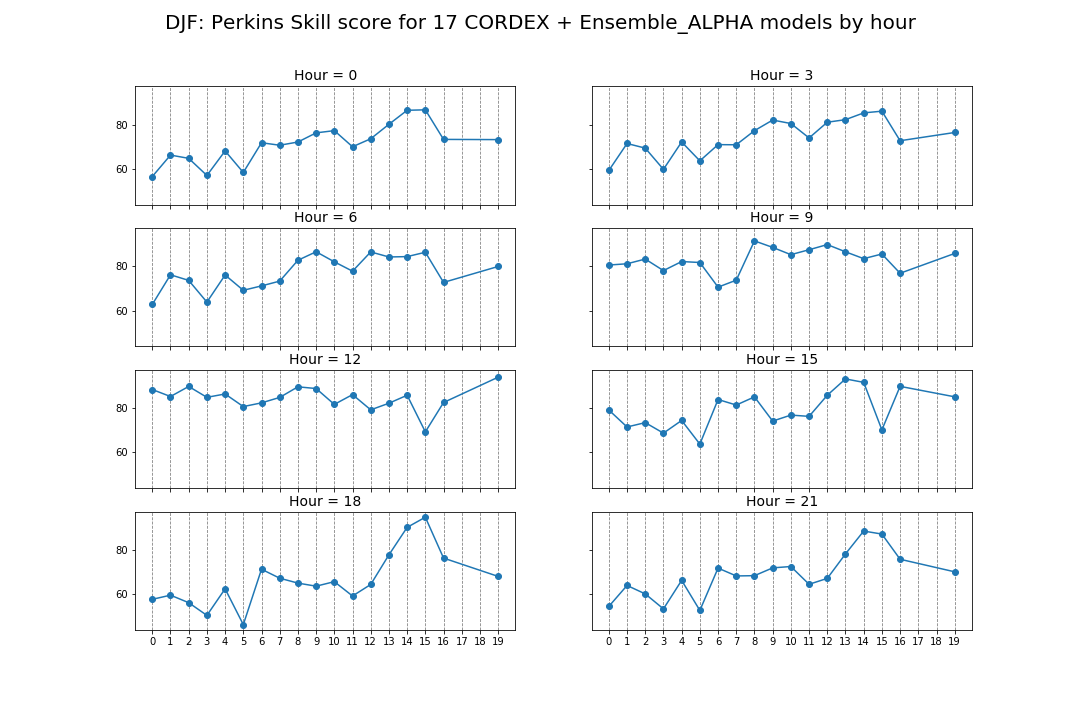 DJF: Perkins Skill score for 17 CORDEX + Ensemble_ALPHA models by hour
Hour = 0
80
60
Hour = 3
Hour = 6
80
60
Hour = 9
Hour = 12
80
60
Hour = 15
Hour = 18
80
60
0 1 2 3 4 5 6 7 8 9 10 11 12 13 14 15 16 17 18 19
Hour = 21
0 1 2 3 4 5 6 7 8 9 10 11 12 13 14 15 16 17 18 19